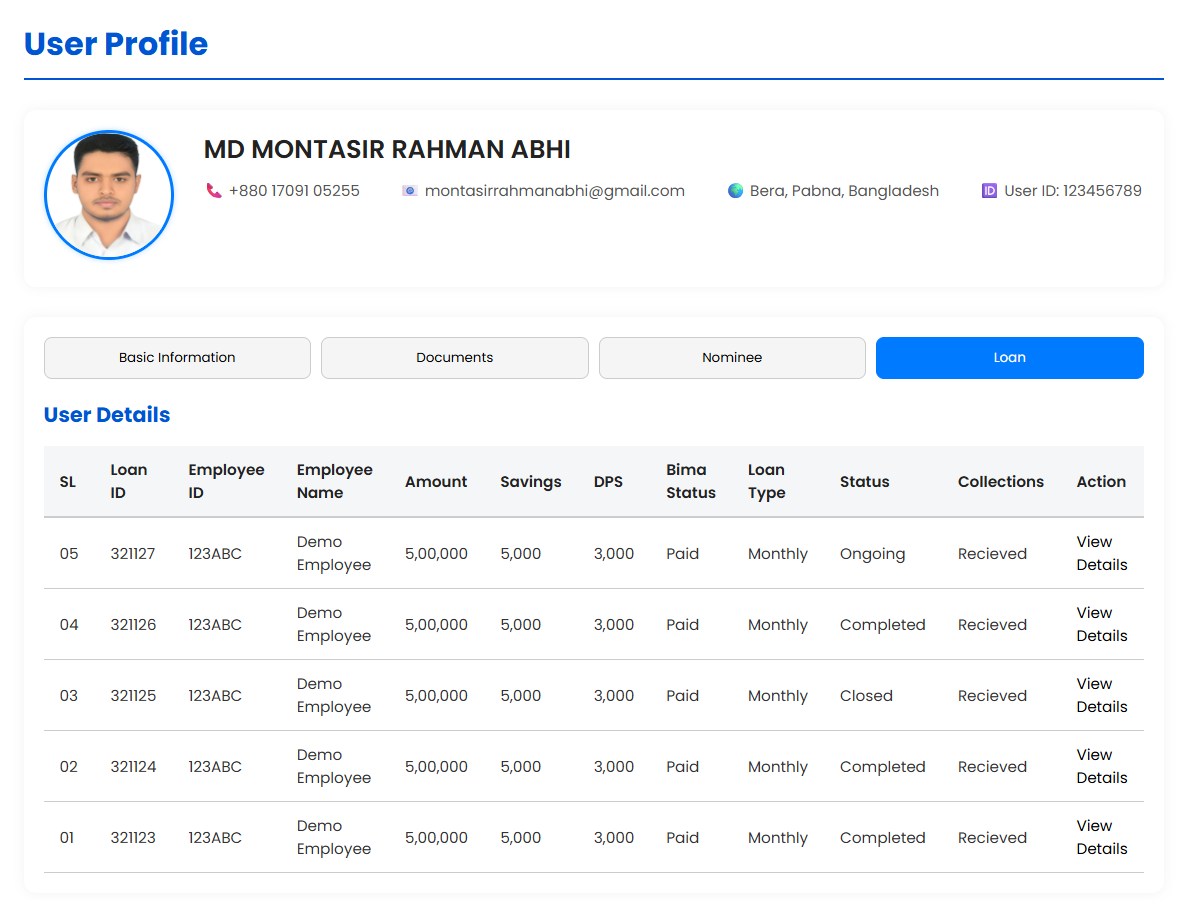 User Profile
MD MONTASIR RAHMAN ABHI
+880 17091 05255 montasirrahmanabhi@gmail.com Bera, Pabna, Bangladesh ID User ID: 123456789
Basic Information Documents Nominee Loan
User Details
SL Loan ID Employee ID Employee Name Amount Savings DPS Bima Status Loan Type Status Collections Action
05 321127 123ABC Demo Employee 5,00,000 5,000 3,000 Paid Monthly Ongoing Recieved View Details
04 321126 123ABC Demo Employee 5,00,000 5,000 3,000 Paid Monthly Completed Recieved View Details
03 321125 123ABC Demo Employee 5,00,000 5,000 3,000 Paid Monthly Closed Recieved View Details
02 321124 123ABC Demo Employee 5,00,000 5,000 3,000 Paid Monthly Completed Recieved View Details
01 321123 123ABC Demo Employee 5,00,000 5,000 3,000 Paid Monthly Completed Recieved View Details